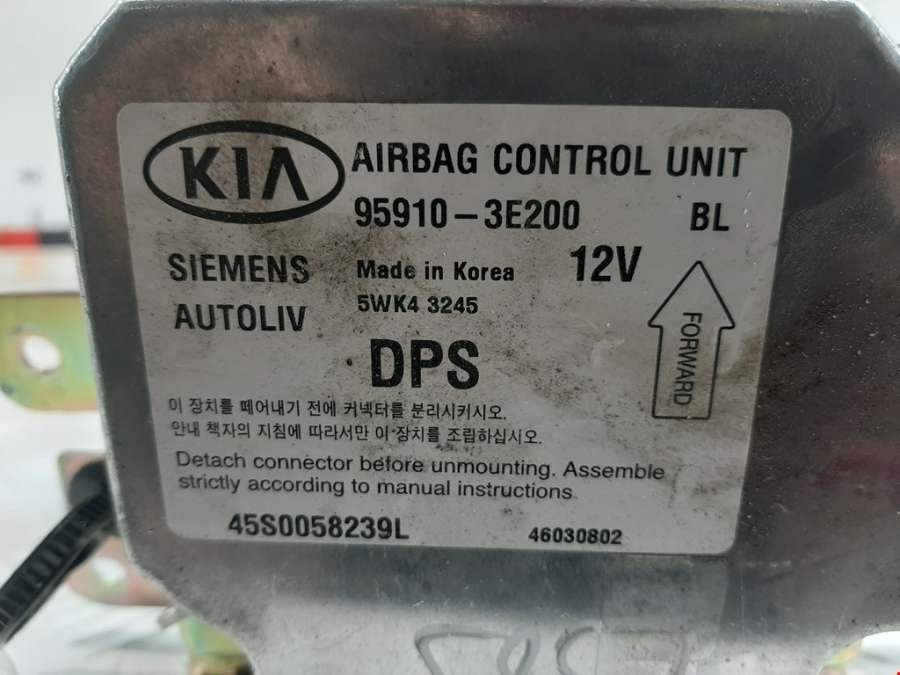 KIA AIRBAG CONTROL UNIT
95910-3E200 BL
SIEMENS Made in Korea 12V
AUTOLIV 5WK4 3245
FORWARD
DPS
이 장치를 떼어내기 전에 커넥터를 분리시키시오.
안내 책자의 지침에 따라서만 이 장치를 조립하십시오.
Detach connector before unmounting. Assemble
strictly according to manual instructions.
45S0058239L 46030802